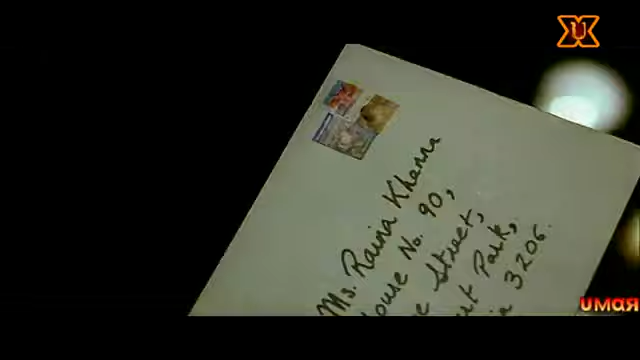 Ms. Raina Khanna
House No. 90,
Street,
Park,
3206.
UMAR